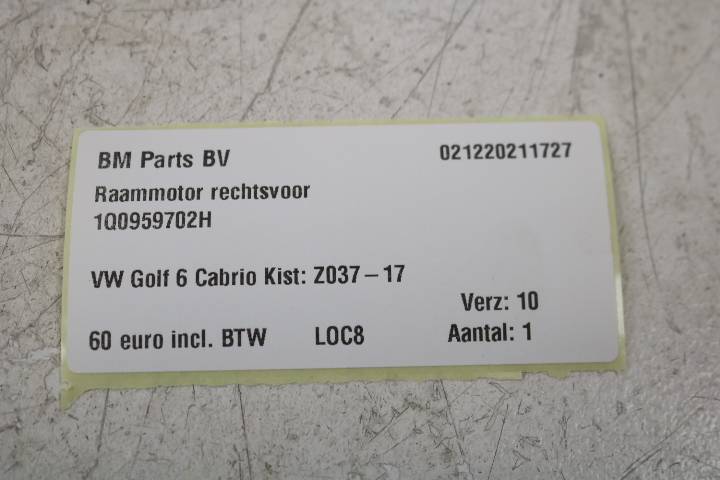 BM Parts BV 021220211727
Raammotor rechtsvoor
1Q0959702H
VW Golf 6 Cabrio Kist: Z037-17
Verz: 10
60 euro incl. BTW LOC8 Aantal: 1